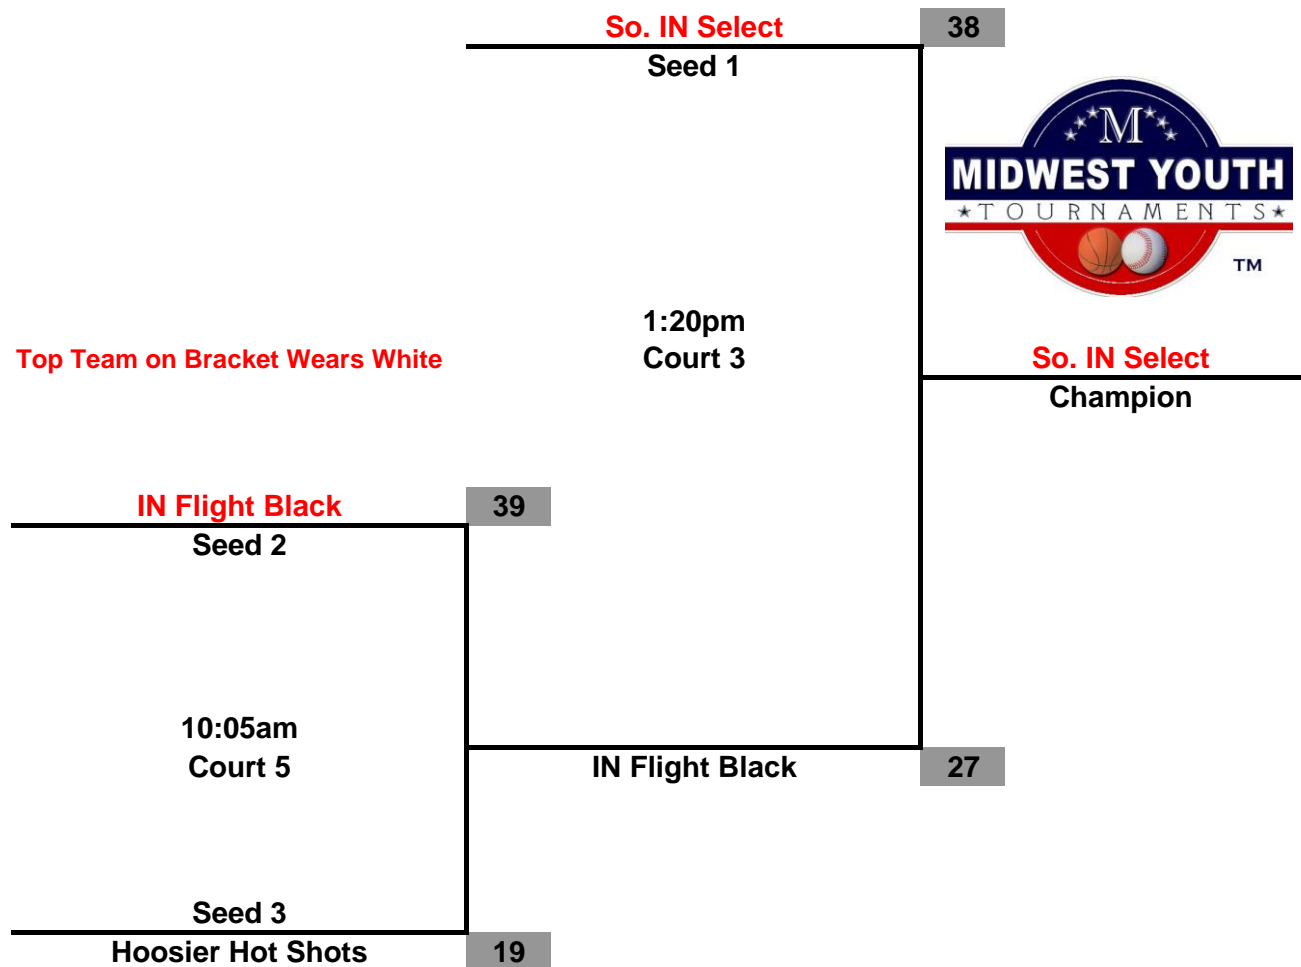 So. IN Select 38
Seed 1
M
MIDWEST YOUTH
TOURNAMENTS
TM
1:20pm
Top Team on Bracket Wears White
Court 3
So. IN Select
Champion
IN Flight Black 39
Seed 2
10:05am
Court 5
IN Flight Black 27
Seed 3
Hoosier Hot Shots 19